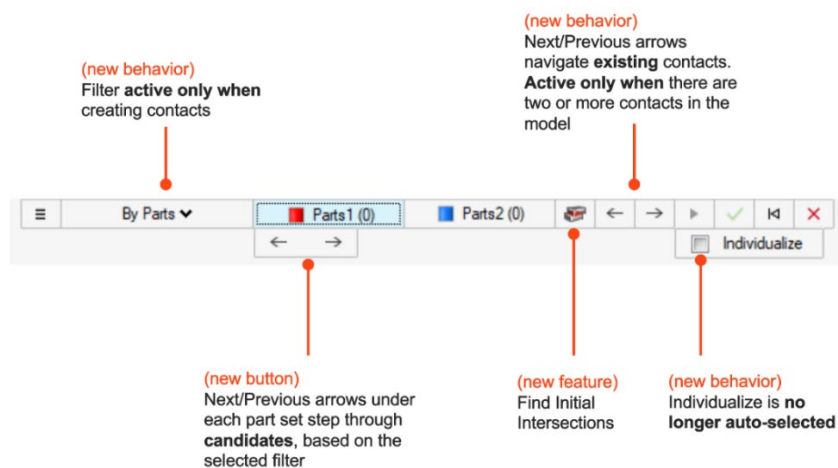 (new behavior)
Next/Previous arrows
navigate existing contacts.
Active only when there are
two or more contacts in the
model
(new behavior)
Filter active only when
creating contacts
By Parts
Parts1 (0)
Parts2 (0)
Individualize
(new button)
Next/Previous arrows under
each part set step through
candidates, based on the
selected filter
(new feature)
Find Initial
Intersections
(new behavior)
Individualize is no
longer auto-selected